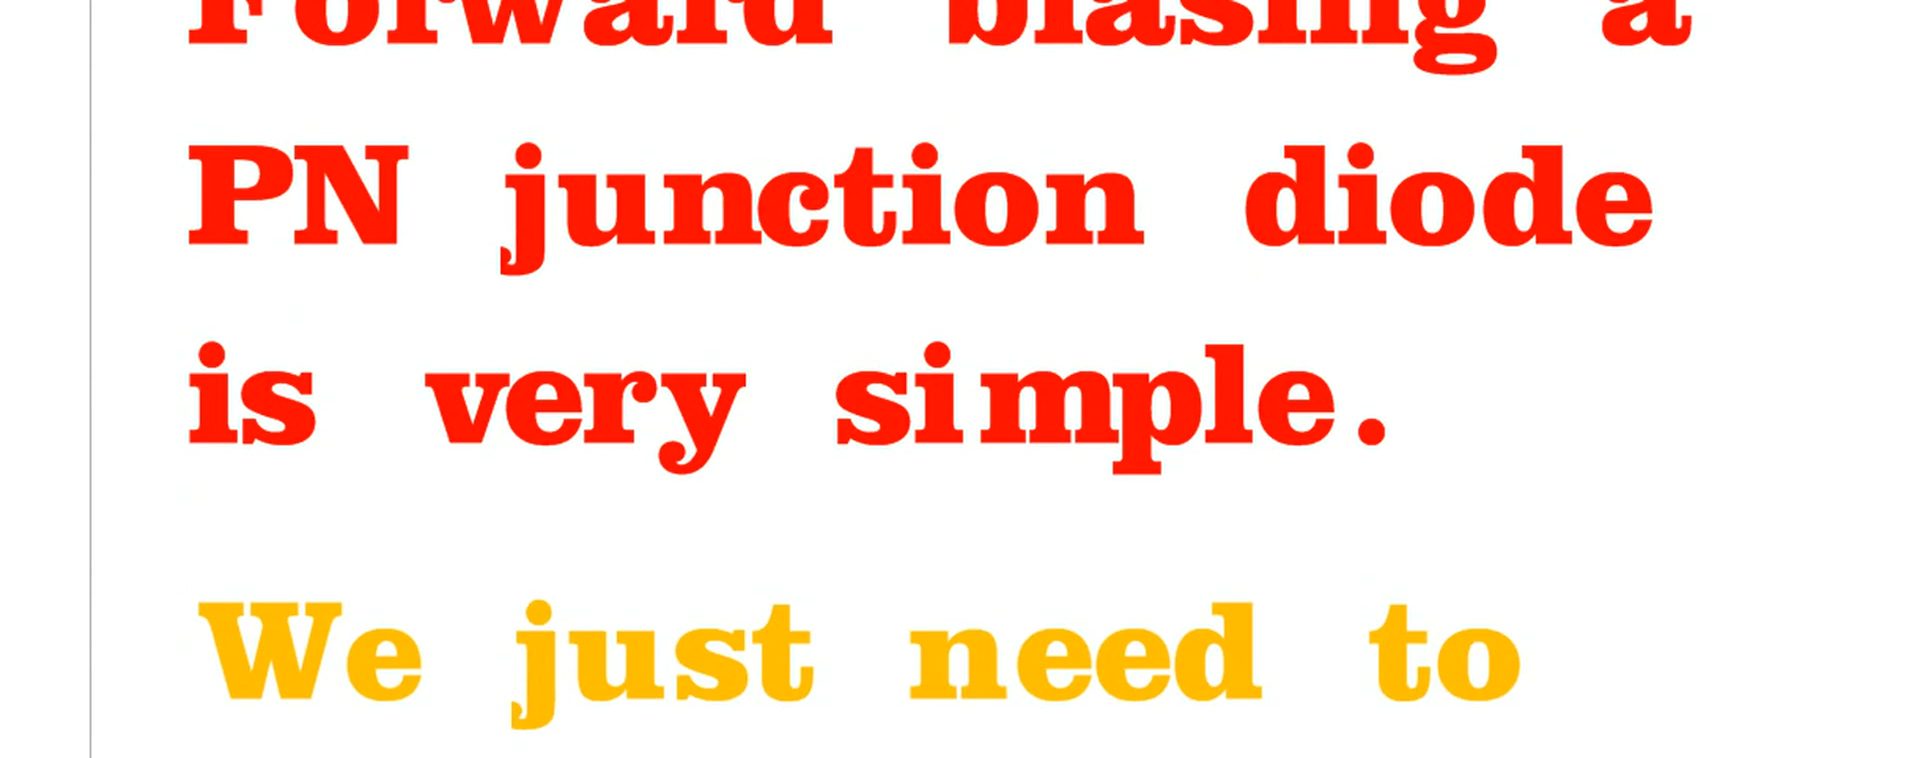 Forward biasing a
PN junction diode
is very simple.
We just need to